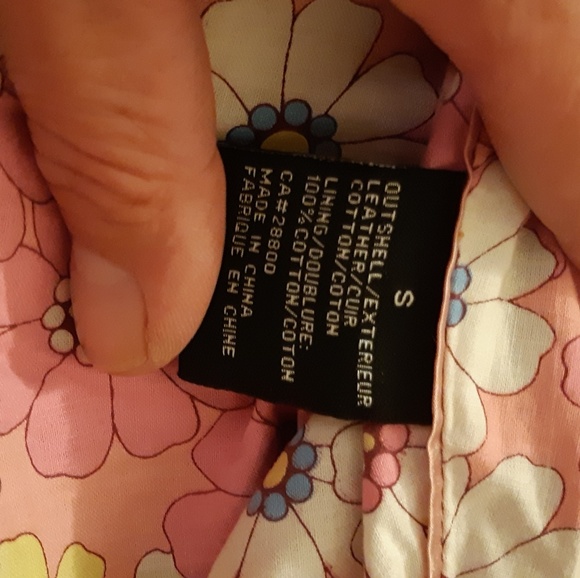 S
OUTSHELL/EXTERIEUR
LEATHER/CUIR
COTTON/COTON
LINING/DOUBLURE:
100%COTTON/COTON
CA#28800
MADE IN CHINA
FABRIQUE EN CHINE